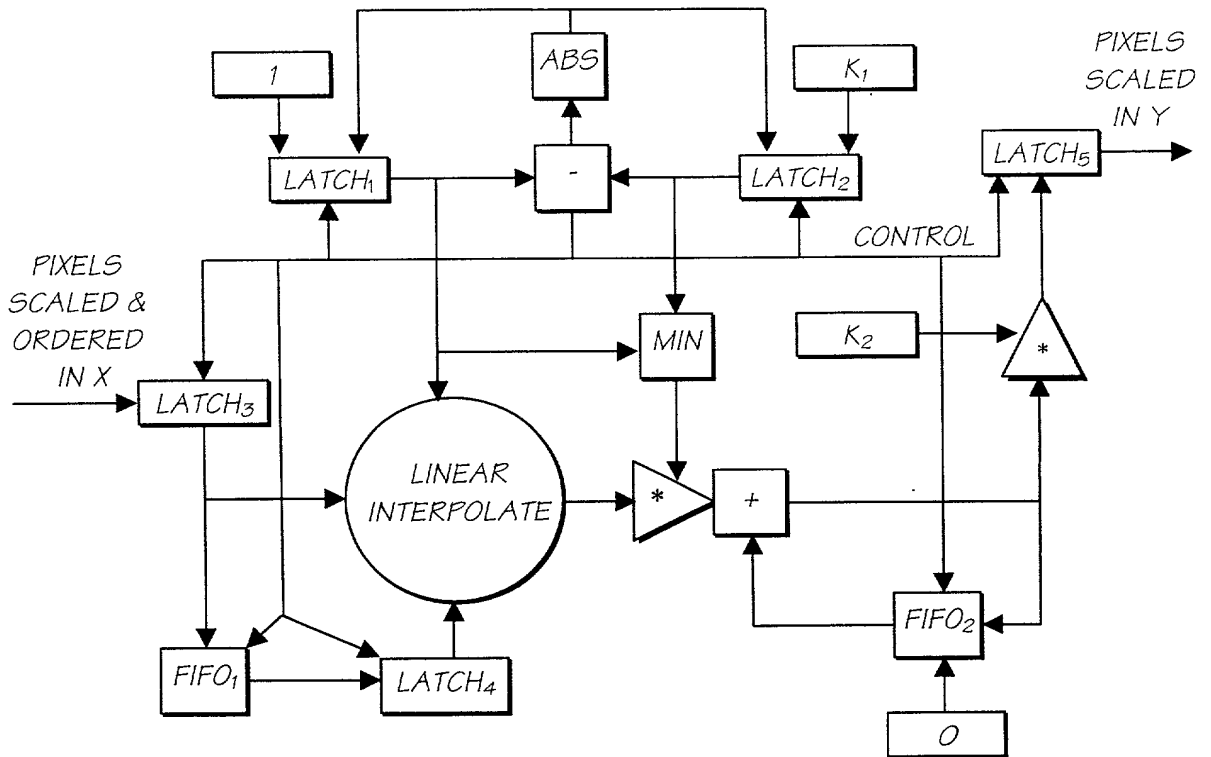 ABS
PIXELS
SCALED
IN Y
1
K₁
LATCH₁
-
LATCH₂
LATCH₅
CONTROL
PIXELS
SCALED &
ORDERED
IN X
MIN
K₂
*
LATCH₃
LINEAR
INTERPOLATE
*
+
FIFO₂
FIFO₁
LATCH₄
0